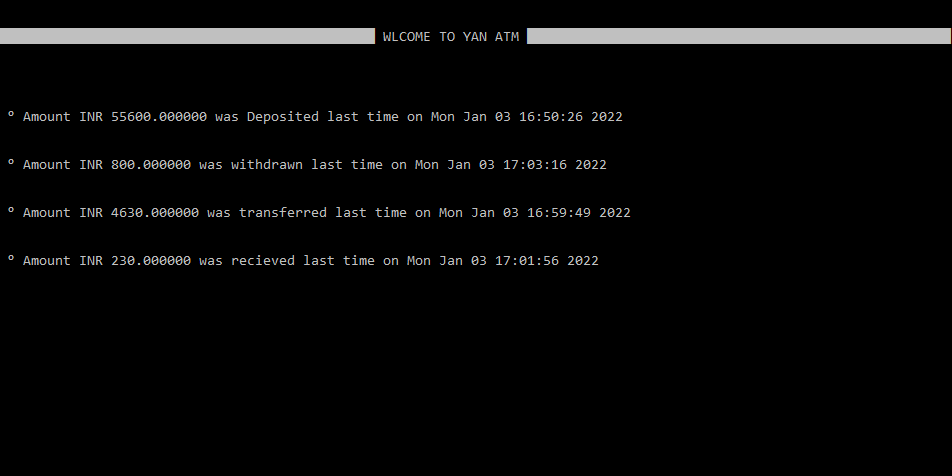 WLCOME TO YAN ATM
º Amount INR 55600.000000 was Deposited last time on Mon Jan 03 16:50:26 2022
º Amount INR 800.000000 was withdrawn last time on Mon Jan 03 17:03:16 2022
º Amount INR 4630.000000 was transferred last time on Mon Jan 03 16:59:49 2022
º Amount INR 230.000000 was recieved last time on Mon Jan 03 17:01:56 2022